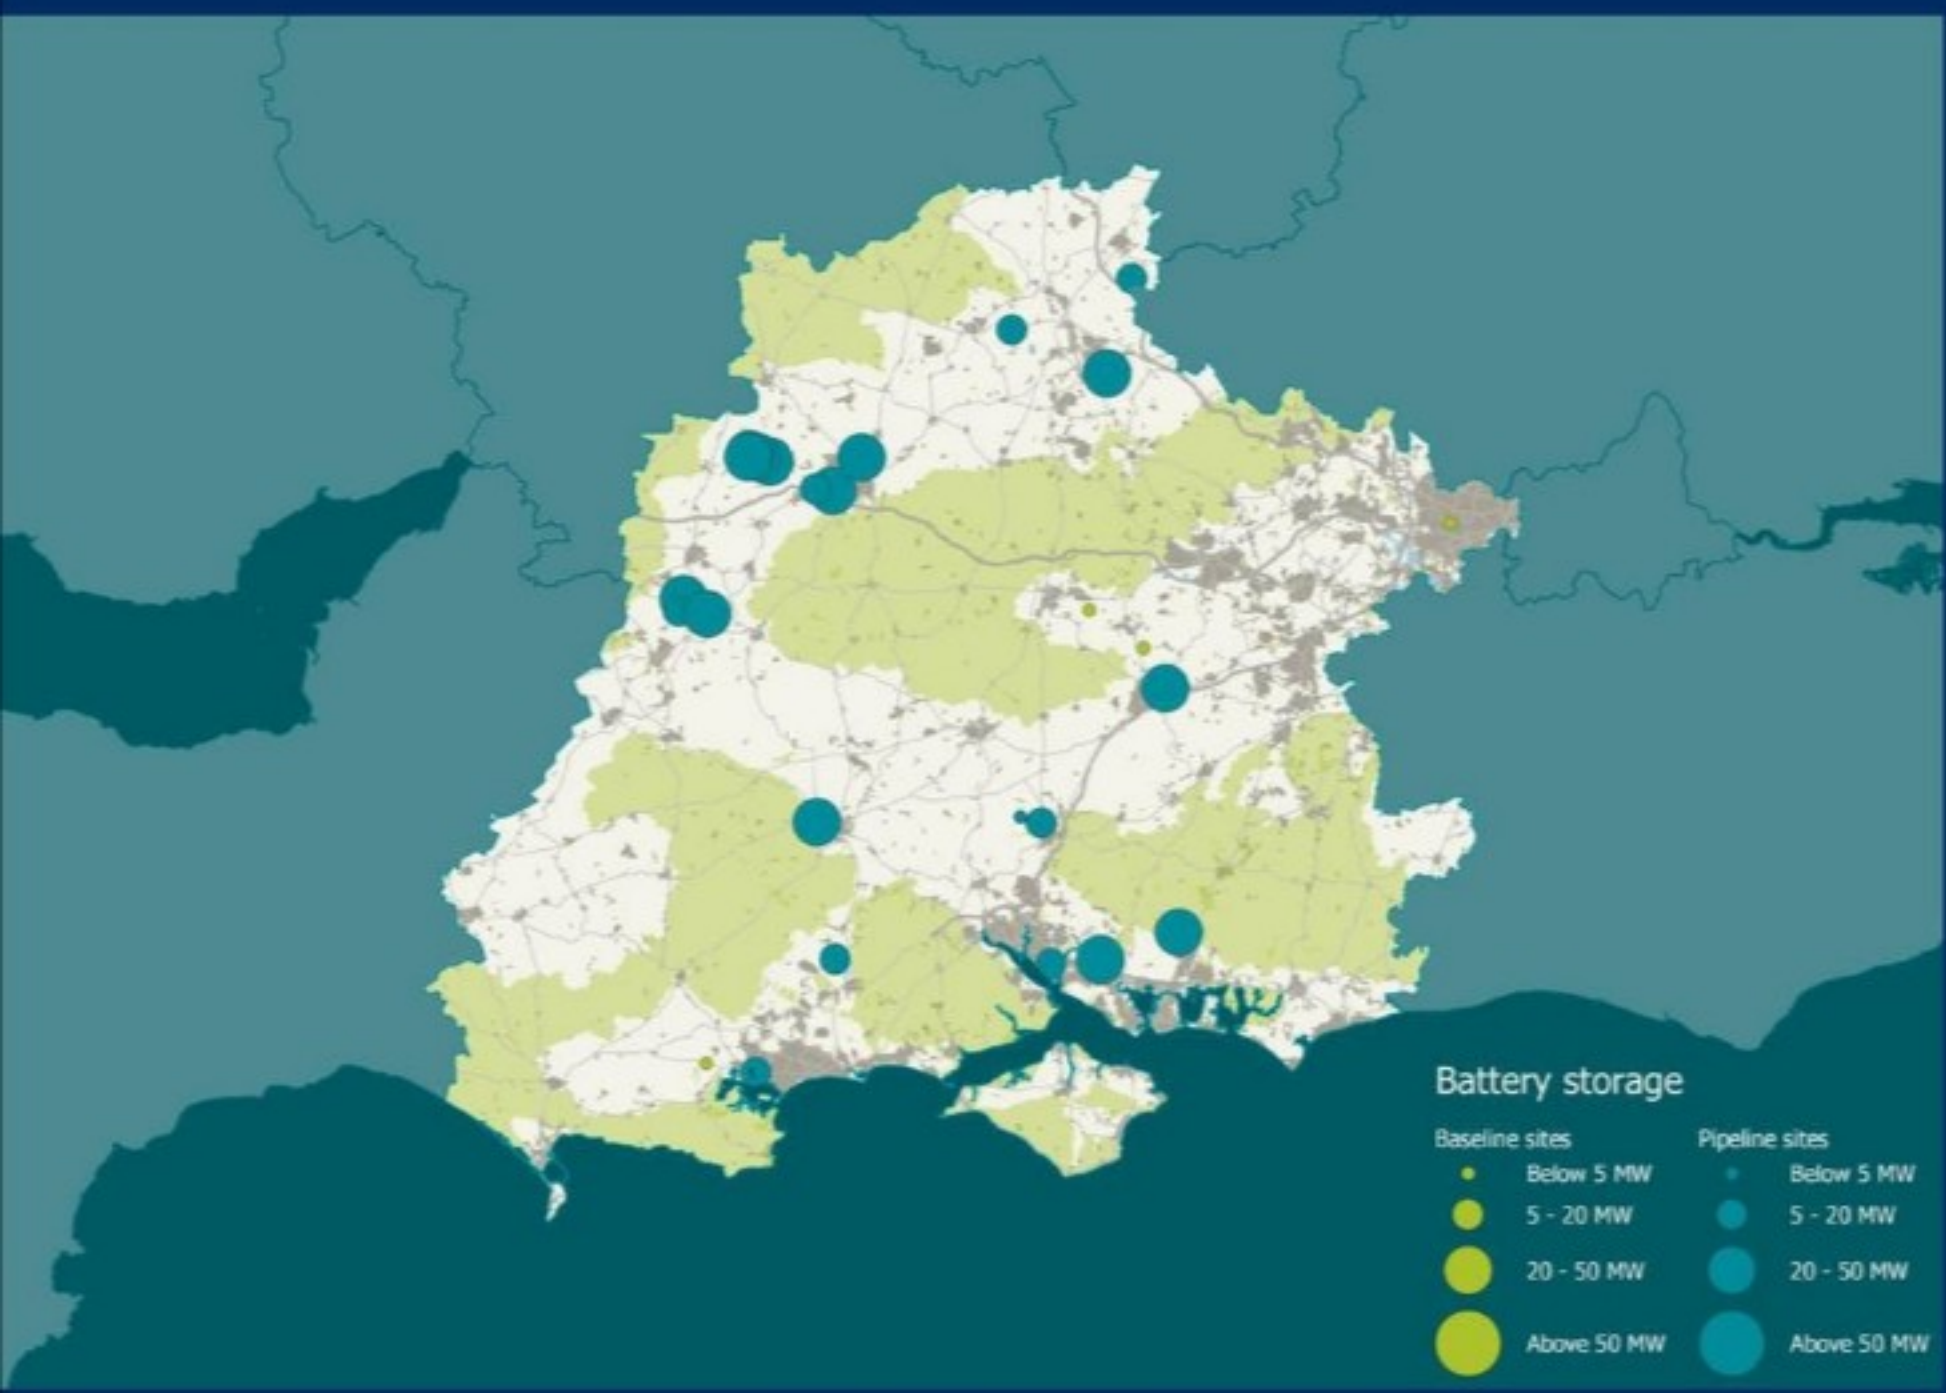 Battery storage
Baseline sites Pipeline sites
Below 5 MW Below 5 MW
5 - 20 MW 5 - 20 MW
20 - 50 MW 20 - 50 MW
Above 50 MW Above 50 MW